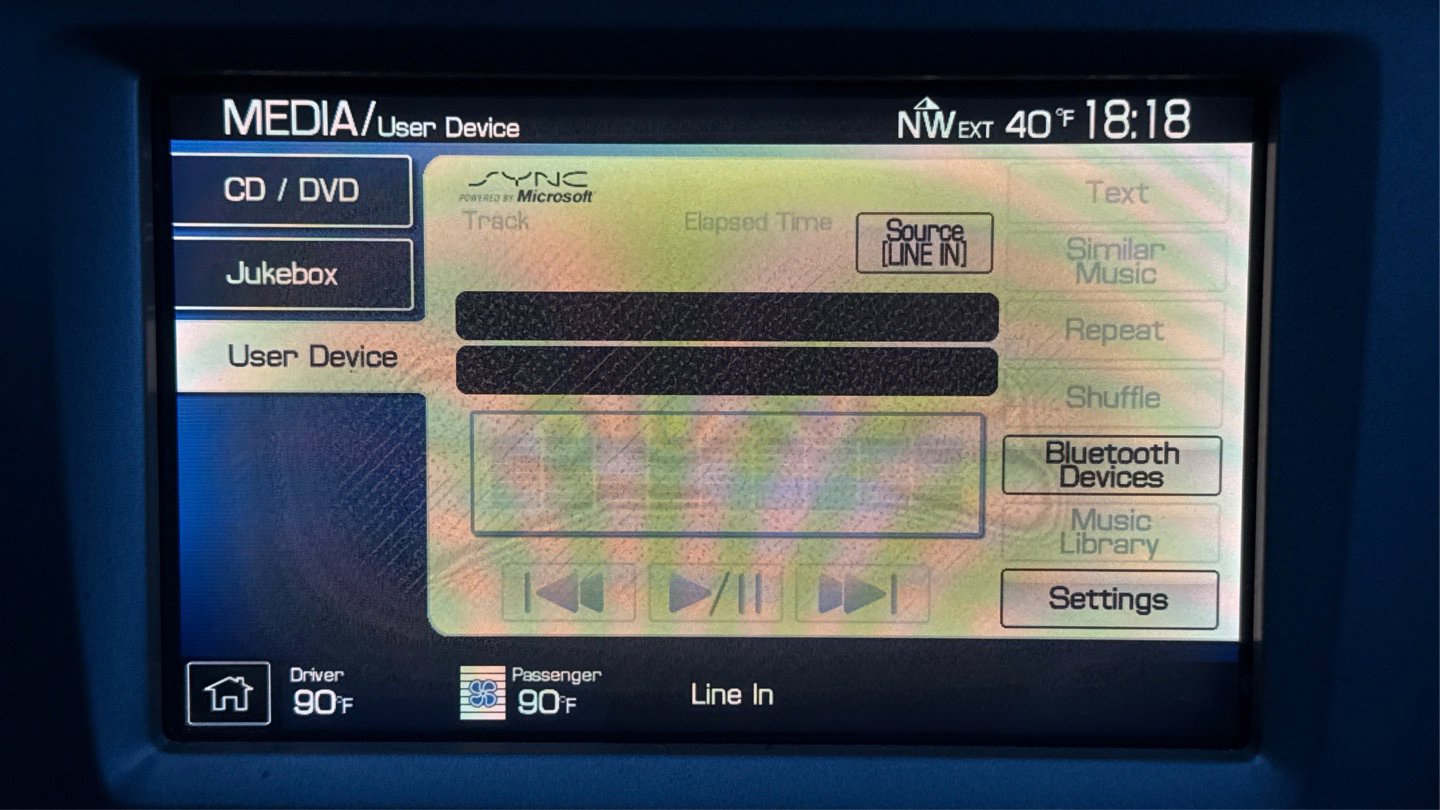 MEDIA/User Device
NW EXT 40°F 18:18
CD / DVD
Jukebox
User Device
SYNC
POWERED BY Microsoft
Track
Elapsed Time
Source
[LINE IN]
Text
Similar
Music
Repeat
Shuffle
Bluetooth
Devices
Music
Library
Settings
Driver
90°F
Passenger
90°F
Line In